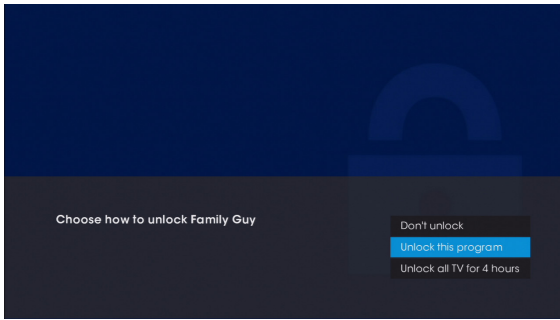 Choose how to unlock Family Guy
Don't unlock
Unlock this program
Unlock all TV for 4 hours